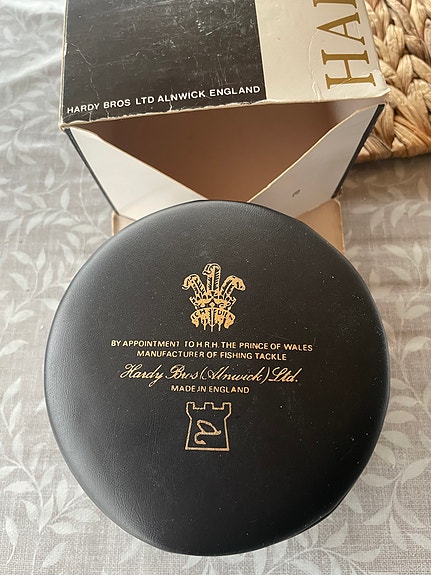 HARDY BROS LTD ALNWICK ENGLAND
HA
BY APPOINTMENT TO H.R.H. THE PRINCE OF WALES
MANUFACTURER OF FISHING TACKLE
Hardy Bros (Alnwick) Ltd.
MADE IN ENGLAND